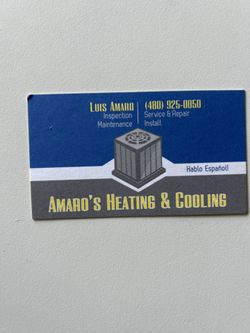 Luis Amaro | (480) 925-0050
Inspection | Service & Repair
Maintenance | Install
Hablo Español!
Amaro's Heating & Cooling